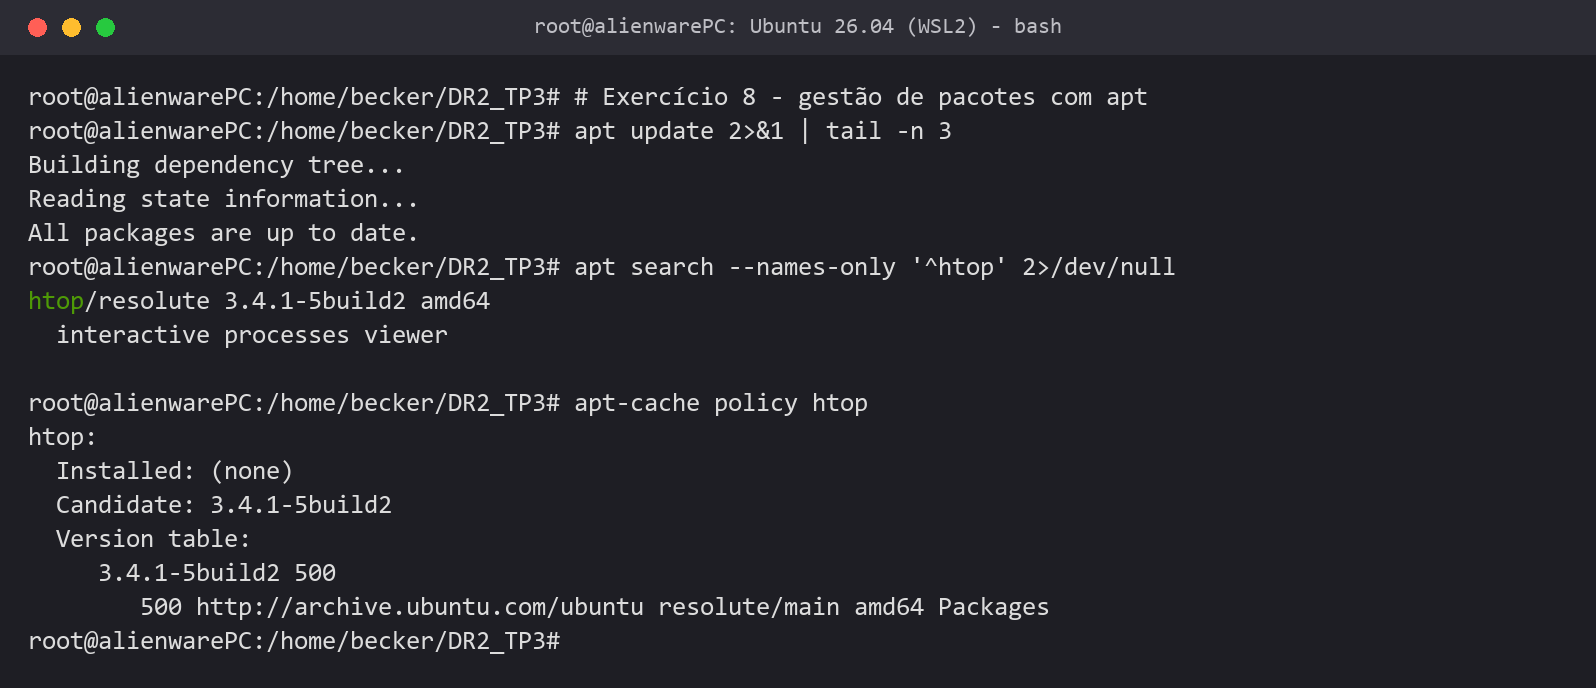 root@alienwarePC: Ubuntu 26.04 (WSL2) - bash
root@alienwarePC:/home/becker/DR2_TP3# # Exercício 8 - gestão de pacotes com apt
root@alienwarePC:/home/becker/DR2_TP3# apt update 2>&1 | tail -n 3
Building dependency tree...
Reading state information...
All packages are up to date.
root@alienwarePC:/home/becker/DR2_TP3# apt search --names-only '^htop' 2>/dev/null
htop/resolute 3.4.1-5build2 amd64
  interactive processes viewer

root@alienwarePC:/home/becker/DR2_TP3# apt-cache policy htop
htop:
  Installed: (none)
  Candidate: 3.4.1-5build2
  Version table:
     3.4.1-5build2 500
        500 http://archive.ubuntu.com/ubuntu resolute/main amd64 Packages
root@alienwarePC:/home/becker/DR2_TP3#